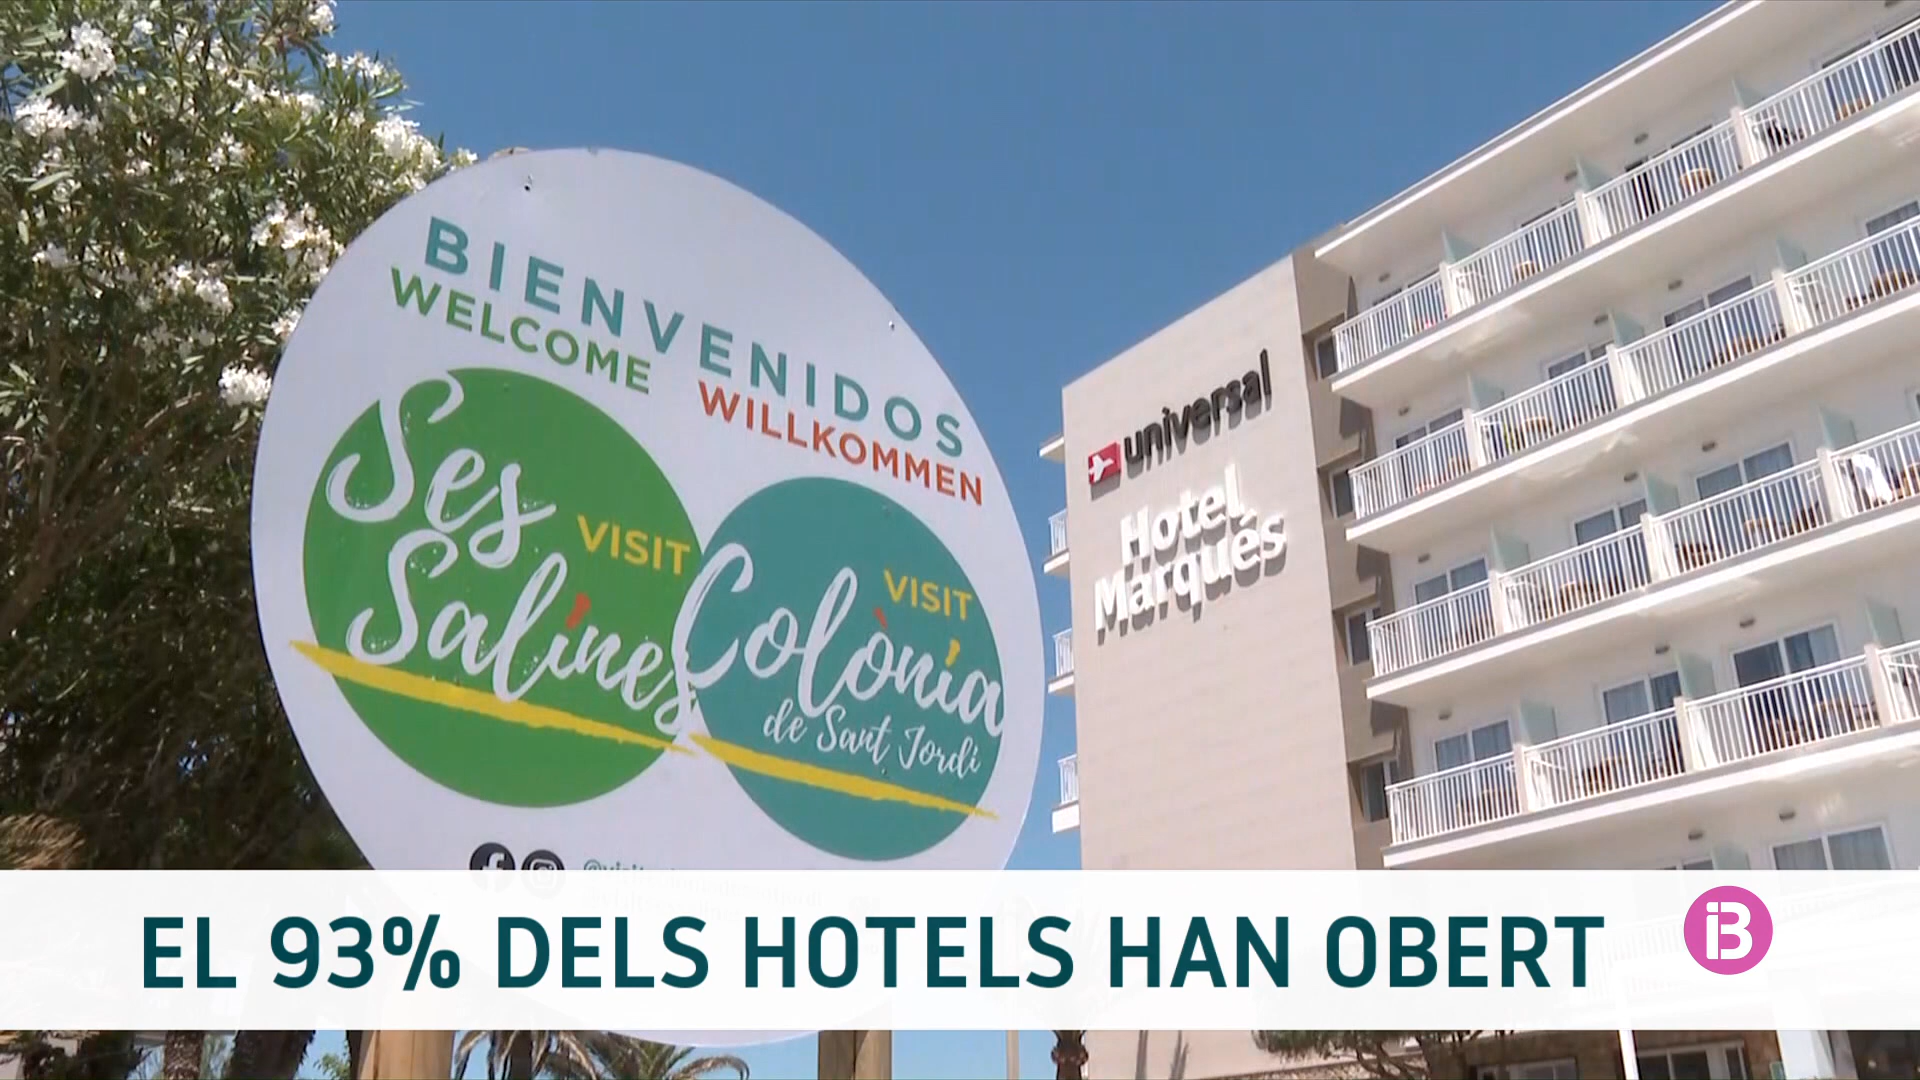 BIENVENIDOS
WELCOME
WILLKOMMEN
Ses
Salines
VISIT
Colònia
de Sant Jordi
VISIT
universal
Hotel
Marqués
EL 93% DELS HOTELS HAN OBERT
iB